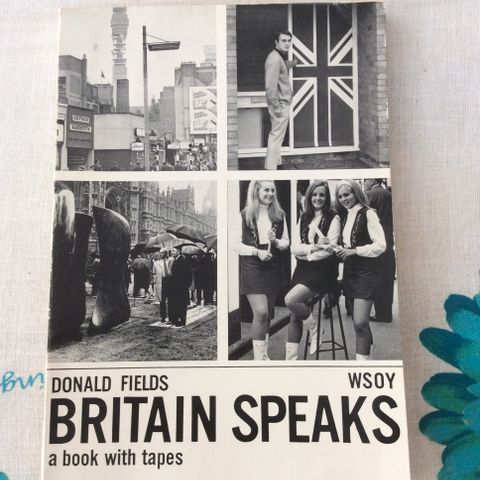 DONALD FIELDS WSOY
BRITAIN SPEAKS
a book with tapes